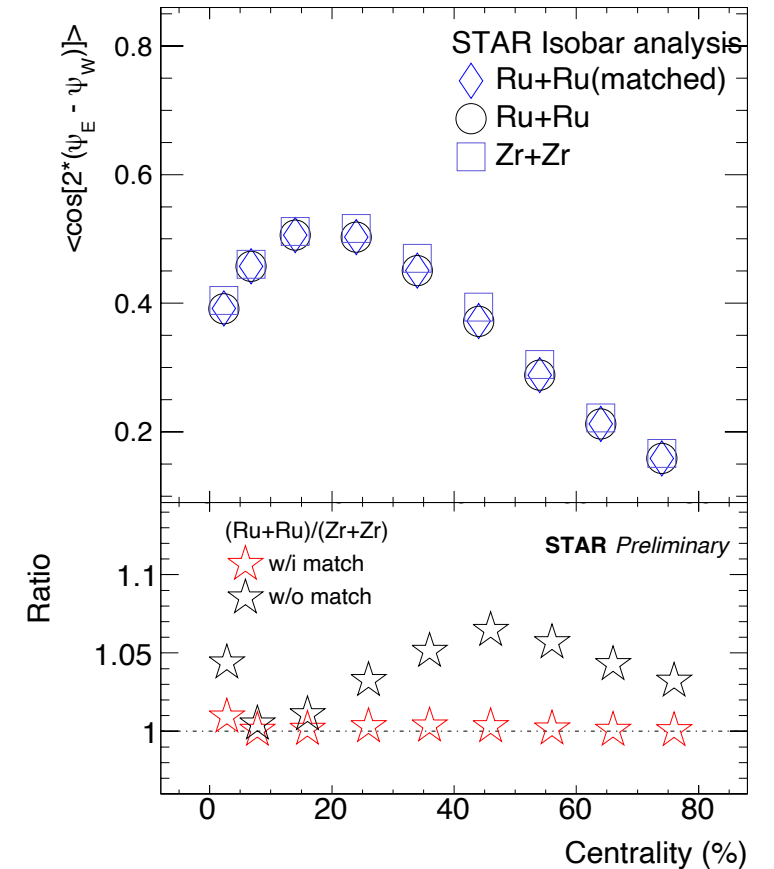 <cos[2*(ψ_E - ψ_W)]>
0.8
0.6
0.4
0.2
STAR Isobar analysis
Ru+Ru(matched)
Ru+Ru
Zr+Zr
Ratio
1.1
1.05
1
(Ru+Ru)/(Zr+Zr)
w/i match
w/o match
STAR Preliminary
0 20 40 60 80
Centrality (%)